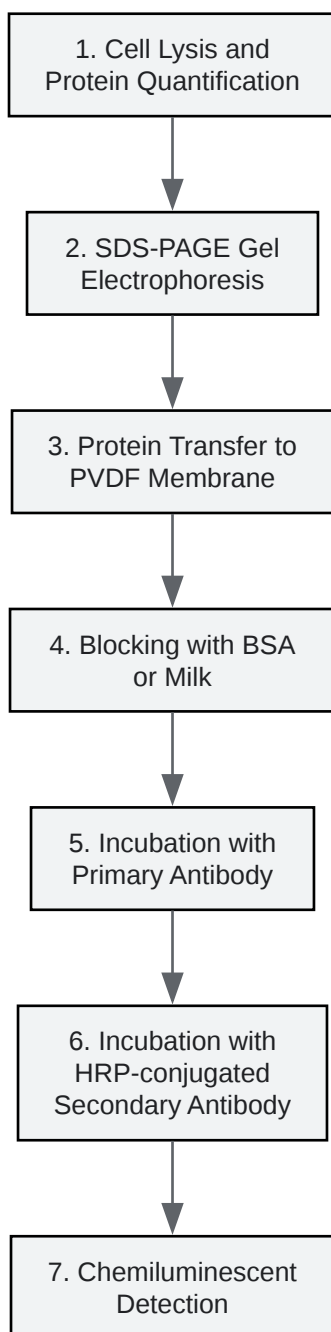 1. Cell Lysis and
Protein Quantification
2. SDS-PAGE Gel
Electrophoresis
3. Protein Transfer to
PVDF Membrane
4. Blocking with BSA
or Milk
5. Incubation with
Primary Antibody
6. Incubation with
HRP-conjugated
Secondary Antibody
7. Chemiluminescent
Detection